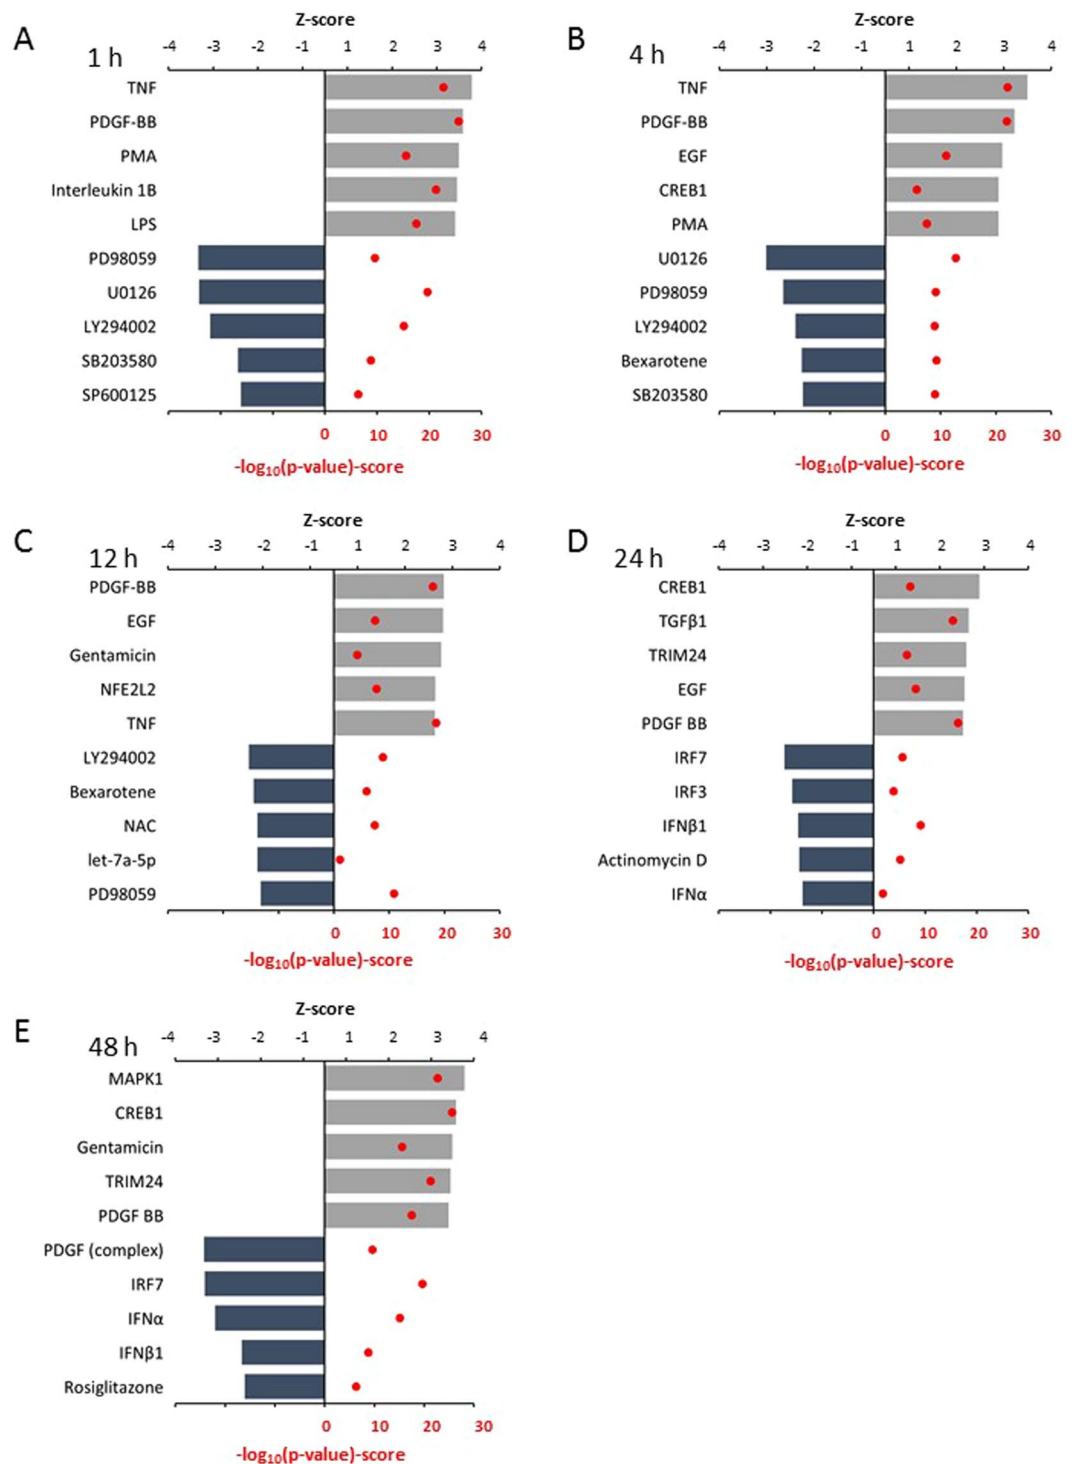 A
1 h
Z-score
-4 -3 -2 -1 1 2 3 4
TNF
PDGF-BB
PMA
Interleukin 1B
LPS
PD98059
U0126
LY294002
SB203580
SP600125
0 10 20 30
-log₁₀(p-value)-score
B
4 h
Z-score
-4 -3 -2 -1 1 2 3 4
TNF
PDGF-BB
EGF
CREB1
PMA
U0126
PD98059
LY294002
Bexarotene
SB203580
0 10 20 30
-log₁₀(p-value)-score
C
12 h
Z-score
-4 -3 -2 -1 1 2 3 4
PDGF-BB
EGF
Gentamicin
NFE2L2
TNF
LY294002
Bexarotene
NAC
let-7a-5p
PD98059
0 10 20 30
-log₁₀(p-value)-score
D
24 h
Z-score
-4 -3 -2 -1 1 2 3 4
CREB1
TGFβ1
TRIM24
EGF
PDGF BB
IRF7
IRF3
IFNβ1
Actinomycin D
IFNα
0 10 20 30
-log₁₀(p-value)-score
E
48 h
Z-score
-4 -3 -2 -1 1 2 3 4
MAPK1
CREB1
Gentamicin
TRIM24
PDGF BB
PDGF (complex)
IRF7
IFNα
IFNβ1
Rosiglitazone
0 10 20 30
-log₁₀(p-value)-score